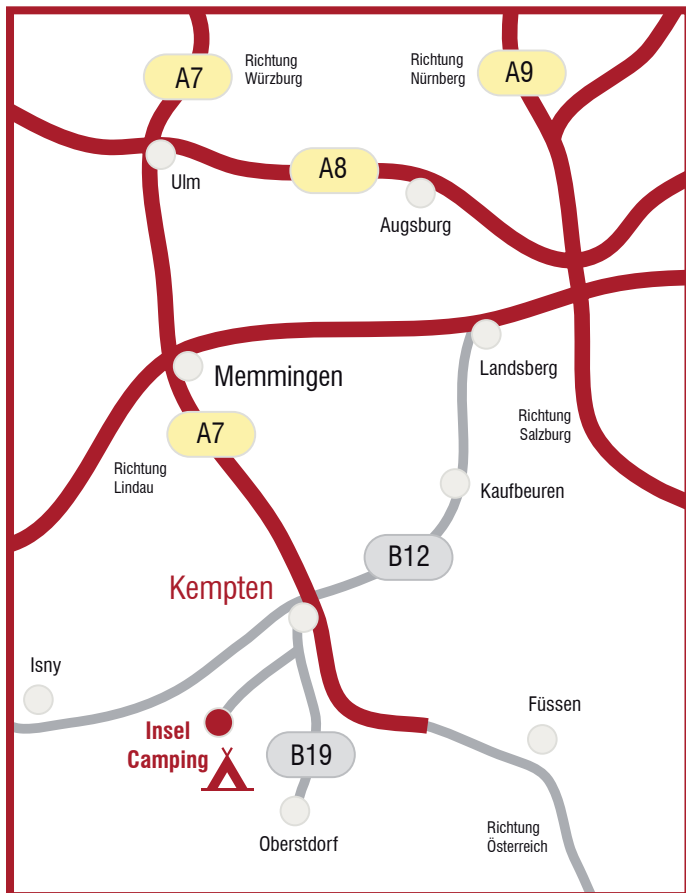 A7
Richtung
Würzburg
Richtung
Nürnberg
A9
A8
Ulm
Augsburg
Landsberg
Memmingen
A7
Richtung
Salzburg
Richtung
Lindau
Kaufbeuren
B12
Kempten
Isny
Füssen
Insel
Camping
B19
Richtung
Österreich
Oberstdorf